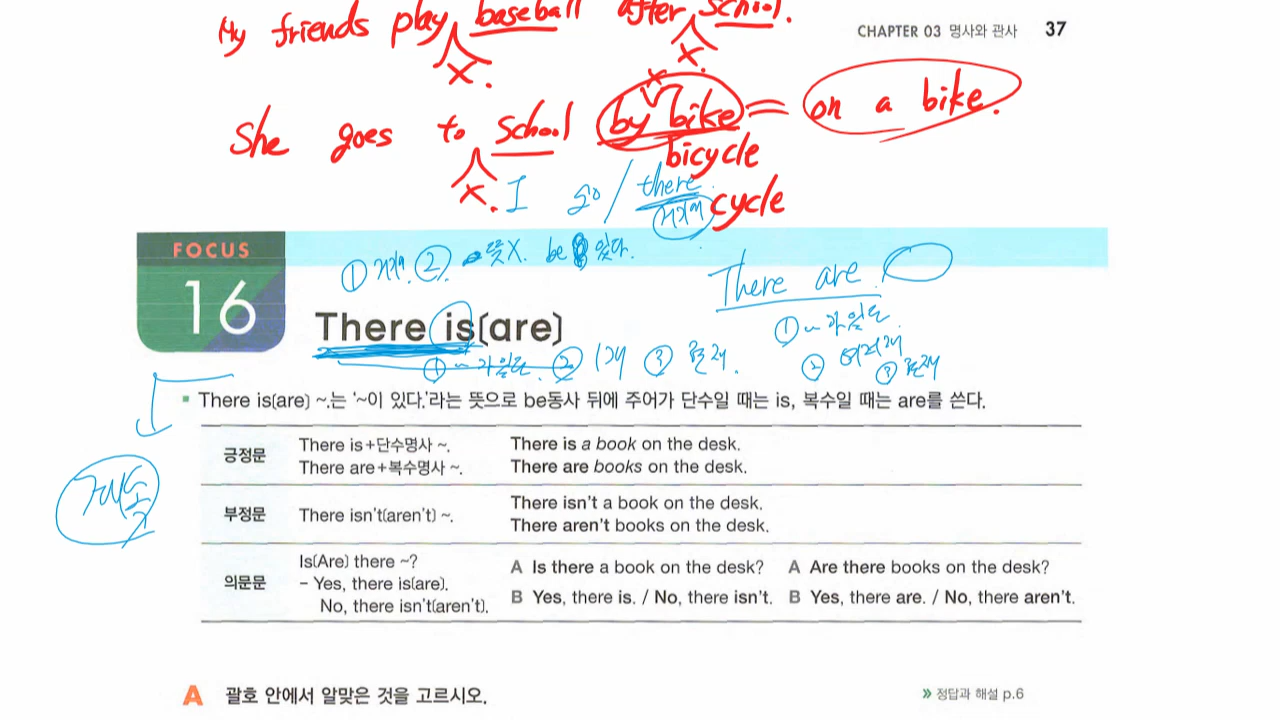 My friends play baseball after school.
CHAPTER 03 명사와 관사 37
x. x.
She goes to school by bike = on a bike.
x
bicycle
x. I go / there
거기에 cycle
FOCUS
16
① 거기에 ② 뜻X. be 있다.
There are
There is(are)
① ~가 있다. ② 1개 ③ 존재.
① ~가 있다.
② 여러개
③ 존재
▪ There is(are) ~.는 '~이 있다.'라는 뜻으로 be동사 뒤에 주어가 단수일 때는 is, 복수일 때는 are를 쓴다.
긍정문 There is+단수명사 ~. There is a book on the desk.
There are+복수명사 ~. There are books on the desk.
부정문 There isn't(aren't) ~. There isn't a book on the desk.
There aren't books on the desk.
의문문 Is(Are) there ~? A Is there a book on the desk? A Are there books on the desk?
– Yes, there is(are). B Yes, there is. / No, there isn't. B Yes, there are. / No, there aren't.
No, there isn't(aren't).
A 괄호 안에서 알맞은 것을 고르시오. » 정답과 해설 p.6